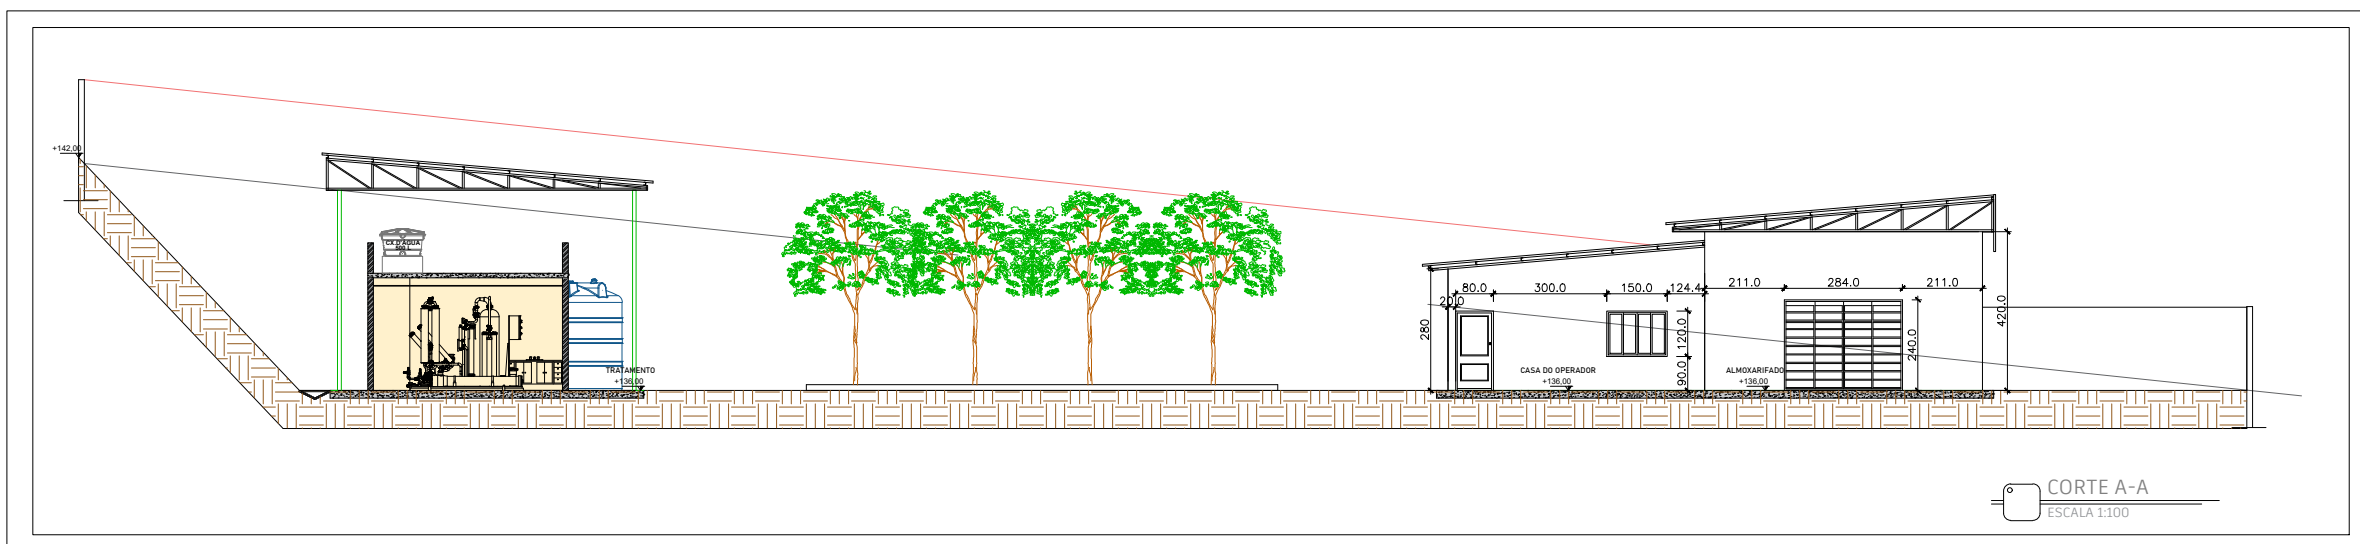 +142,00
CX.D'ÁGUA
500 L
TRATAMENTO
+136,00
80.0
300.0
150.0
124.4
20.0
280
120.0
90.0
CASA DO OPERADOR
+136,00
211.0
284.0
211.0
240.0
420.0
ALMOXARIFADO
+136,00
CORTE A-A
ESCALA 1:100